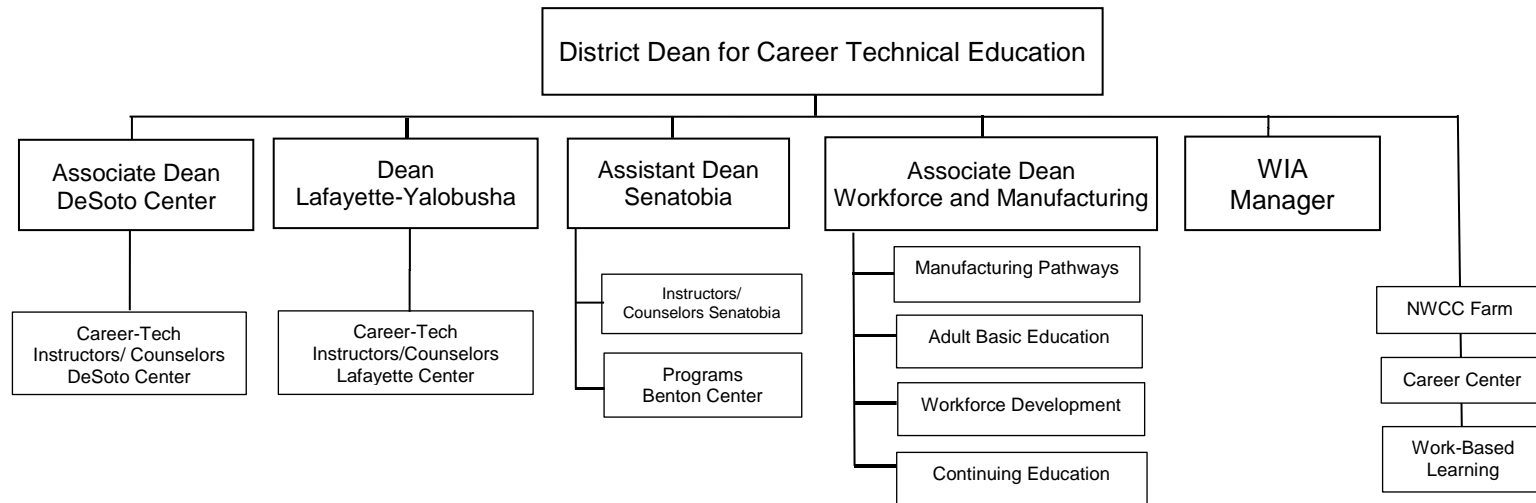 District Dean for Career Technical Education
Associate Dean
DeSoto Center
Dean
Lafayette-Yalobusha
Assistant Dean
Senatobia
Associate Dean
Workforce and Manufacturing
WIA
Manager
Career-Tech
Instructors/ Counselors
DeSoto Center
Career-Tech
Instructors/Counselors
Lafayette Center
Instructors/
Counselors Senatobia
Programs
Benton Center
Manufacturing Pathways
Adult Basic Education
Workforce Development
Continuing Education
NWCC Farm
Career Center
Work-Based
Learning